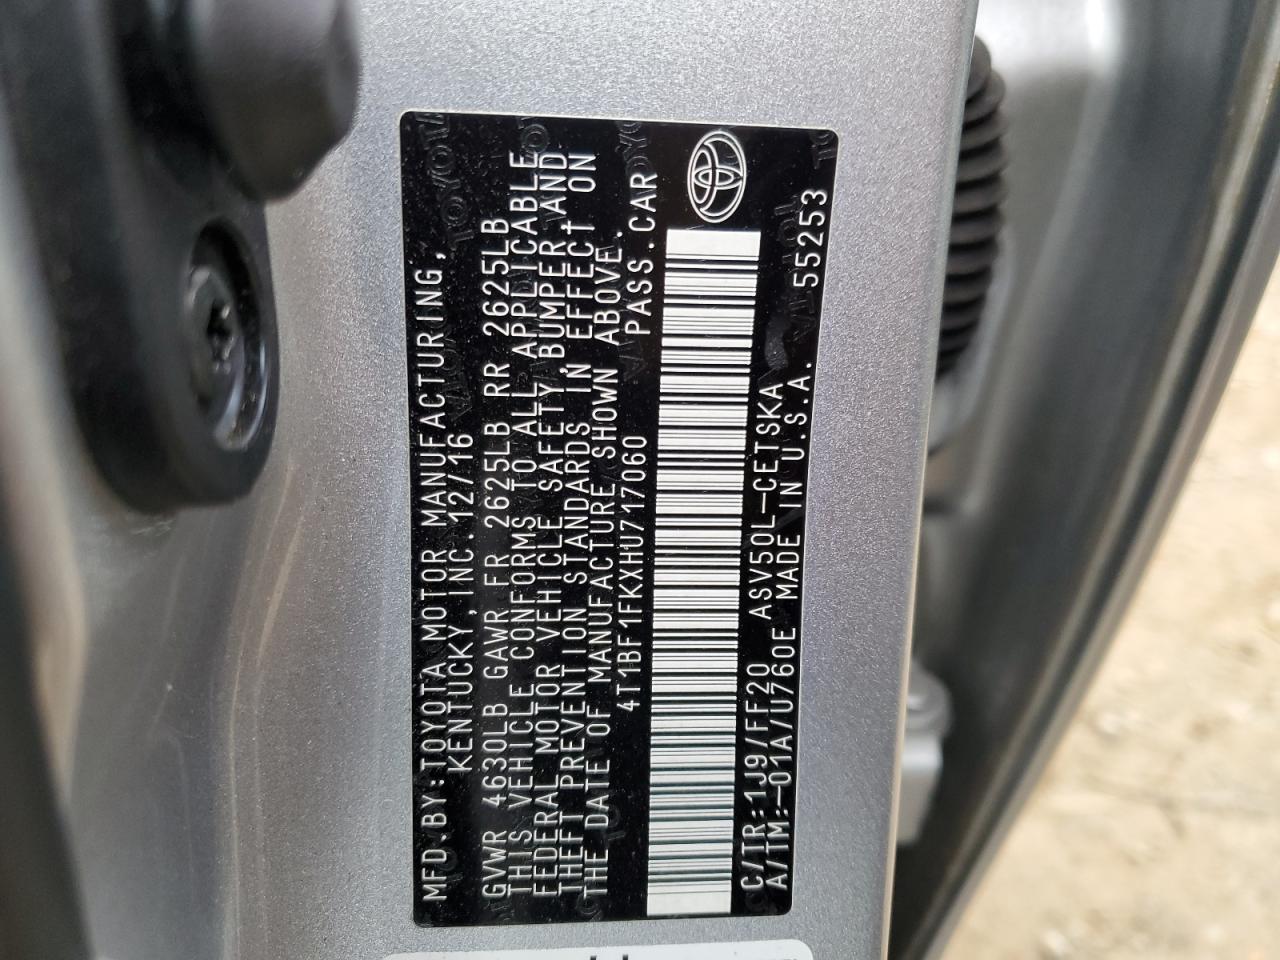 MFD.BY:TOYOTA MOTOR MANUFACTURING,
KENTUCKY,INC.12/16
GVWR 4630LB GAWR FR 2625LB RR 2625LB
THIS VEHICLE CONFORMS TO ALL APPLICABLE
FEDERAL MOTOR VEHICLE SAFETY,BUMPER,AND
THEFT PREVENTION STANDARDS IN EFFECT ON
THE DATE OF MANUFACTURE SHOWN ABOVE.
4T1BF1FKXHU717060 PASS.CAR
C/TR:1J9/FF20 ASV50L-CETSKA
A/TM:-01A/U760E MADE IN U.S.A. 55253